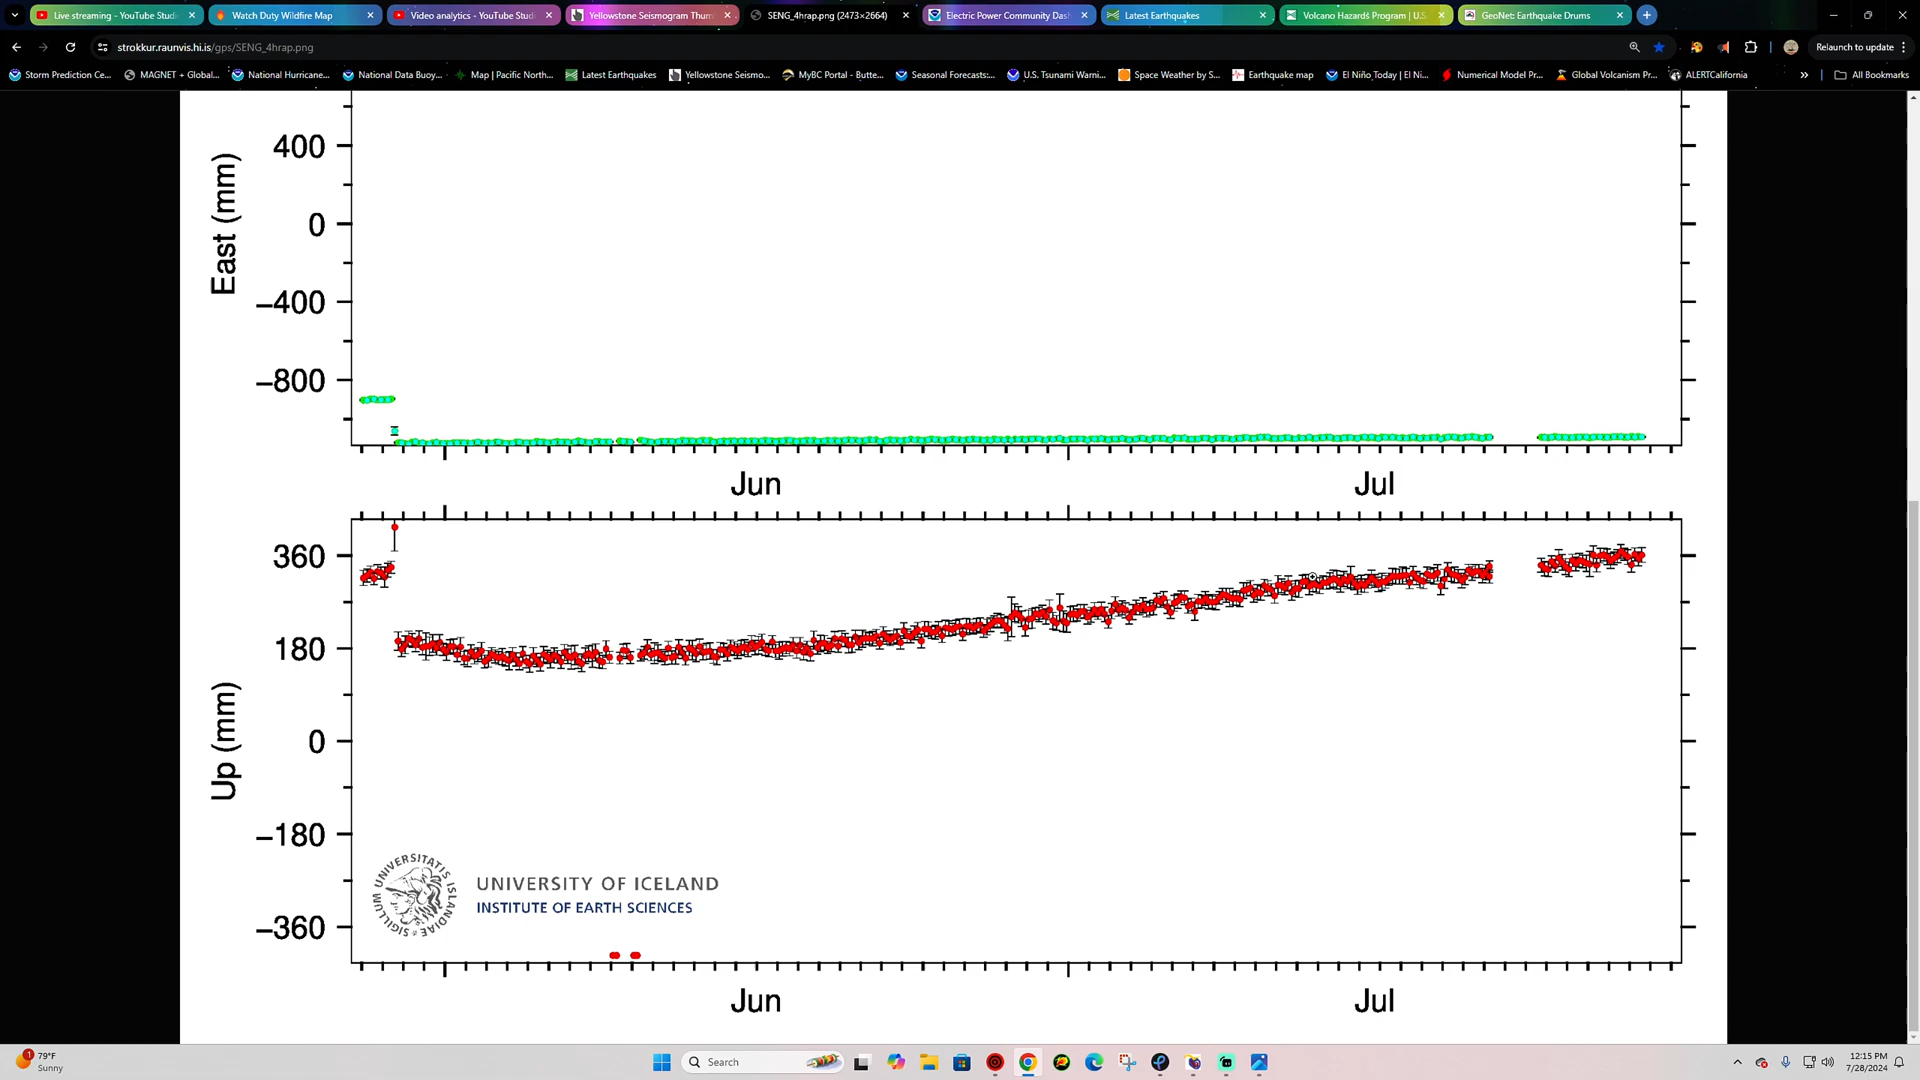 Live streaming - YouTube Studi
Watch Duty Wildfire Map
Video analytics - YouTube Studi
Yellowstone Seismogram Thum
SENG_4hrap.png (2473×2664)
Electric Power Community Das
Latest Earthquakes
Volcano Hazards Program | U.S.
GeoNet: Earthquake Drums
strokkur.raunvis.hi.is/gps/SENG_4hrap.png
Relaunch to update
Storm Prediction Ce...
MAGNET + Global...
National Hurricane...
National Data Buoy...
Map | Pacific North...
Latest Earthquakes
Yellowstone Seismo...
MyBC Portal - Butte...
Seasonal Forecasts:...
U.S. Tsunami Warni...
Space Weather by S...
Earthquake map
El Niño Today | El Ni...
Numerical Model Pr...
Global Volcanism Pr...
ALERTCalifornia
All Bookmarks
East (mm)
400
0
−400
−800
Jun
Jul
Up (mm)
360
180
0
−180
−360
UNIVERSITATIS ISLANDIAE SIGILLUM
UNIVERSITY OF ICELAND
INSTITUTE OF EARTH SCIENCES
Jun
Jul
1
79°F
Sunny
Search
12:15 PM
7/28/2024